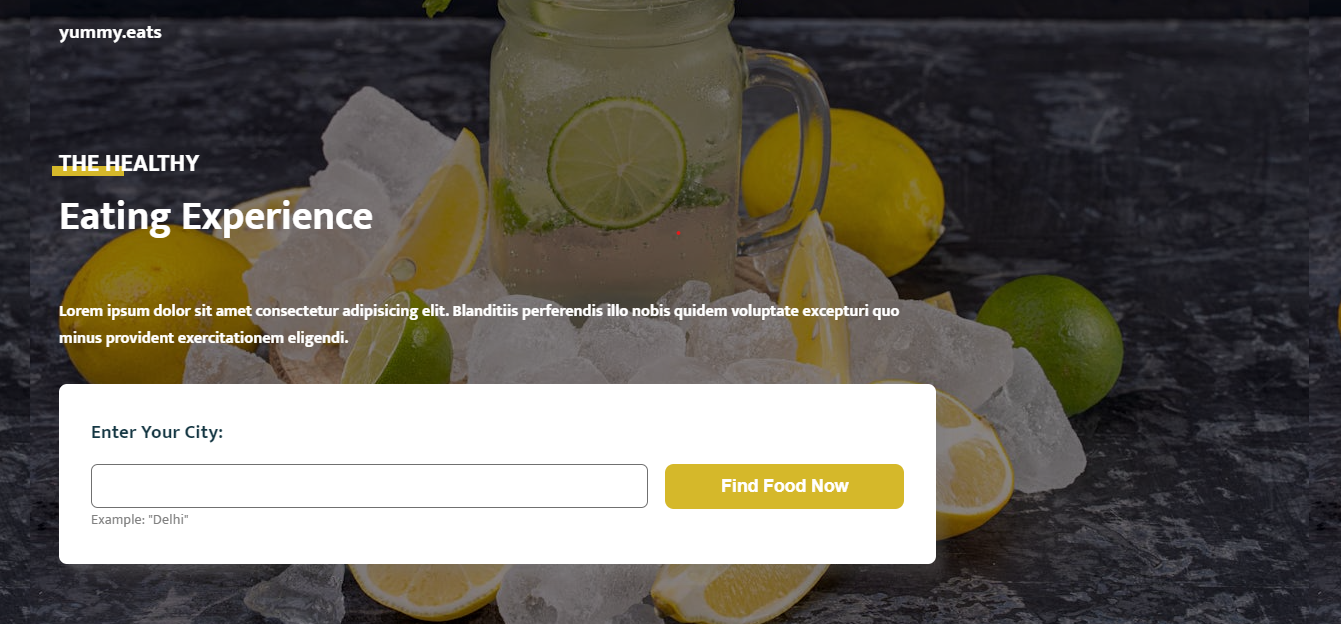 yummy.eats
THE HEALTHY
Eating Experience
Lorem ipsum dolor sit amet consectetur adipisicing elit. Blanditiis perferendis illo nobis quidem voluptate excepturi quo
minus provident exercitationem eligendi.
Enter Your City:
Find Food Now
Example: "Delhi"